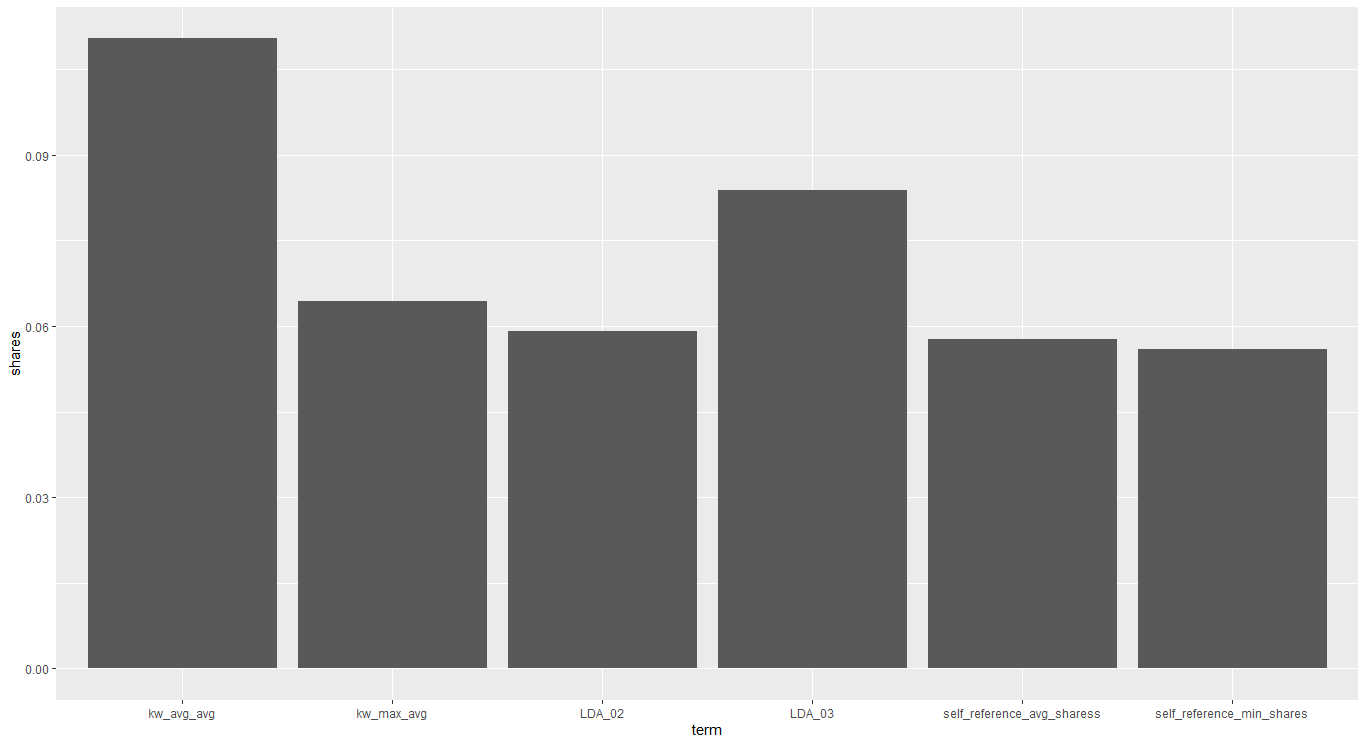 shares
0.09
0.06
0.03
0.00
kw_avg_avg
kw_max_avg
LDA_02
LDA_03
self_reference_avg_sharess
self_reference_min_shares
term